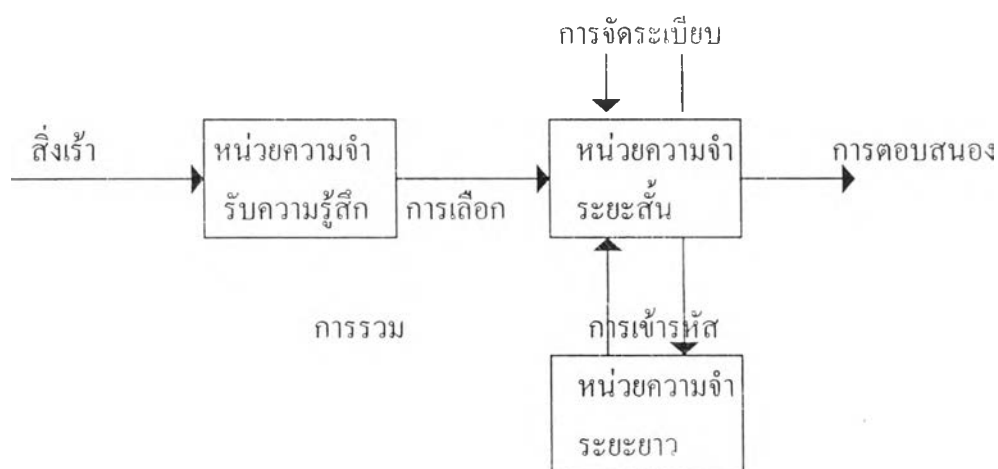 การจัดระเบียบ
สิ่งเร้า
หน่วยความจำ
รับความรู้สึก
การเลือก
หน่วยความจำ
ระยะสั้น
การตอบสนอง
การรวม
การเข้ารหัส
หน่วยความจำ
ระยะยาว